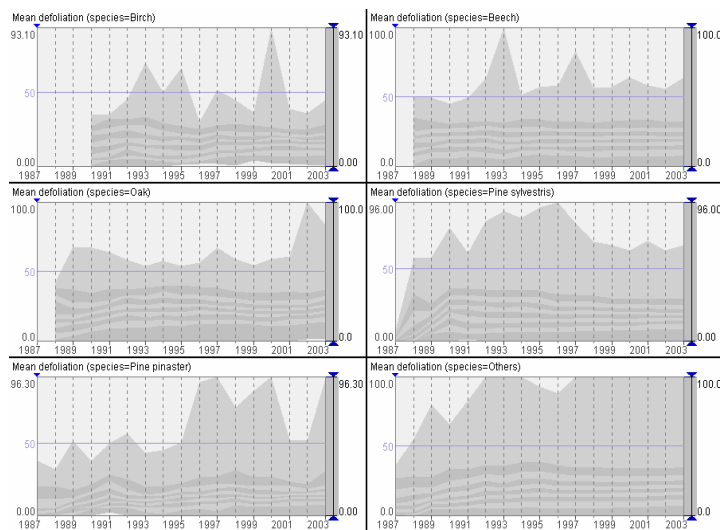 Mean defoliation (species=Birch)
93.10
93.10
50
0.00
0.00
1987 1989 1991 1993 1995 1997 1999 2001 2003
Mean defoliation (species=Beech)
100.0
100.0
50
0.0
0.0
1987 1989 1991 1993 1995 1997 1999 2001 2003
Mean defoliation (species=Oak)
100.0
100.0
50
0.0
0.0
1987 1989 1991 1993 1995 1997 1999 2001 2003
Mean defoliation (species=Pine sylvestris)
96.00
96.00
50
0.00
0.00
1987 1989 1991 1993 1995 1997 1999 2001 2003
Mean defoliation (species=Pine pinaster)
96.30
96.30
50
0.00
0.00
1987 1989 1991 1993 1995 1997 1999 2001 2003
Mean defoliation (species=Others)
100.0
100.0
50
0.0
0.0
1987 1989 1991 1993 1995 1997 1999 2001 2003